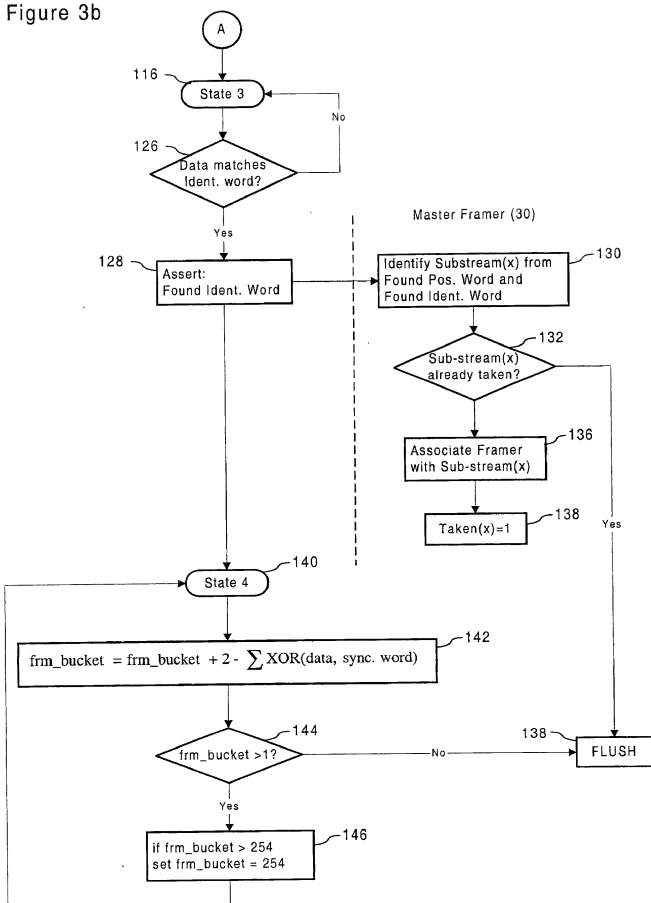 Figure 3b
A
116
State 3
No
126
Data matches
Ident. word?
Yes
Master Framer (30)
128
Assert:
Found Ident. Word
130
Identify Substream(x) from
Found Pos. Word and
Found Ident. Word
132
Sub-stream(x)
already taken?
136
Associate Framer
with Sub-stream(x)
138
Taken(x)=1
Yes
140
State 4
142
frm_bucket = frm_bucket + 2 - ∑ XOR(data, sync. word)
144
frm_bucket >1?
No
138
FLUSH
Yes
146
if frm_bucket > 254
set frm_bucket = 254